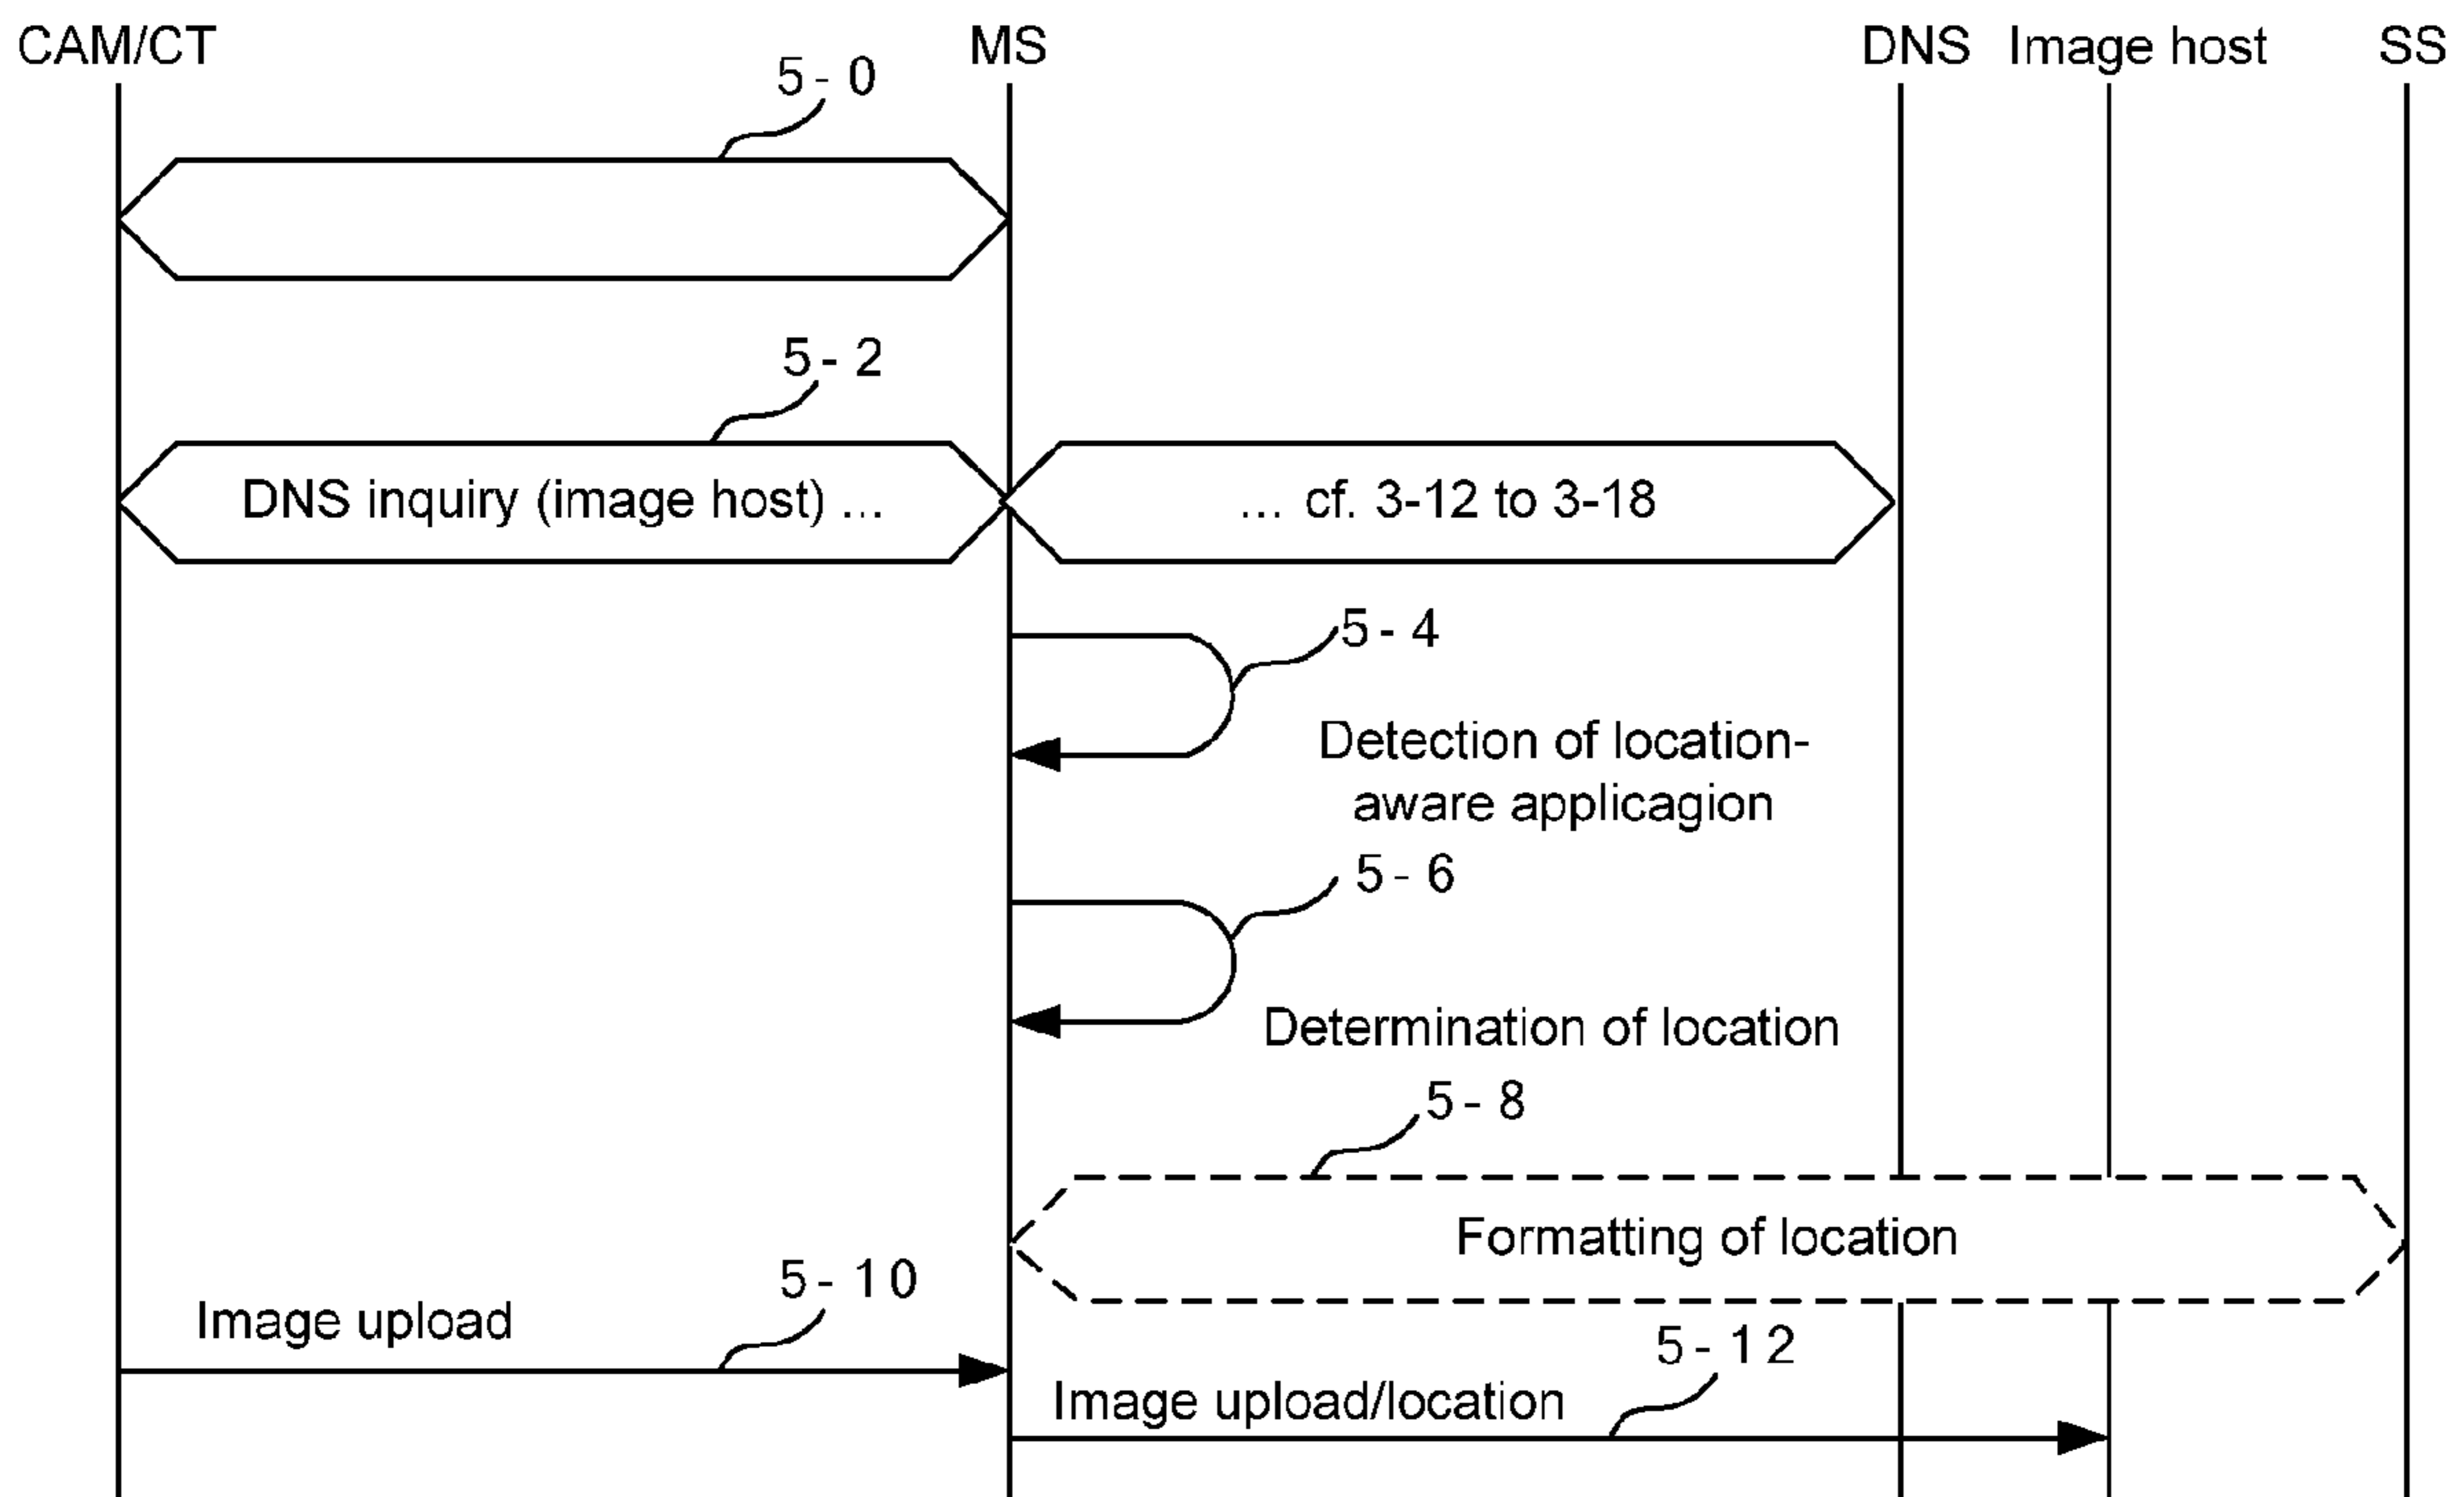 CAM/CT MS DNS Image host SS
5-0
5-2
DNS inquiry (image host) ... ... cf. 3-12 to 3-18
5-4
Detection of location-
aware applicagion
5-6
Determination of location
5-8
Formatting of location
5-10
Image upload
5-12
Image upload/location